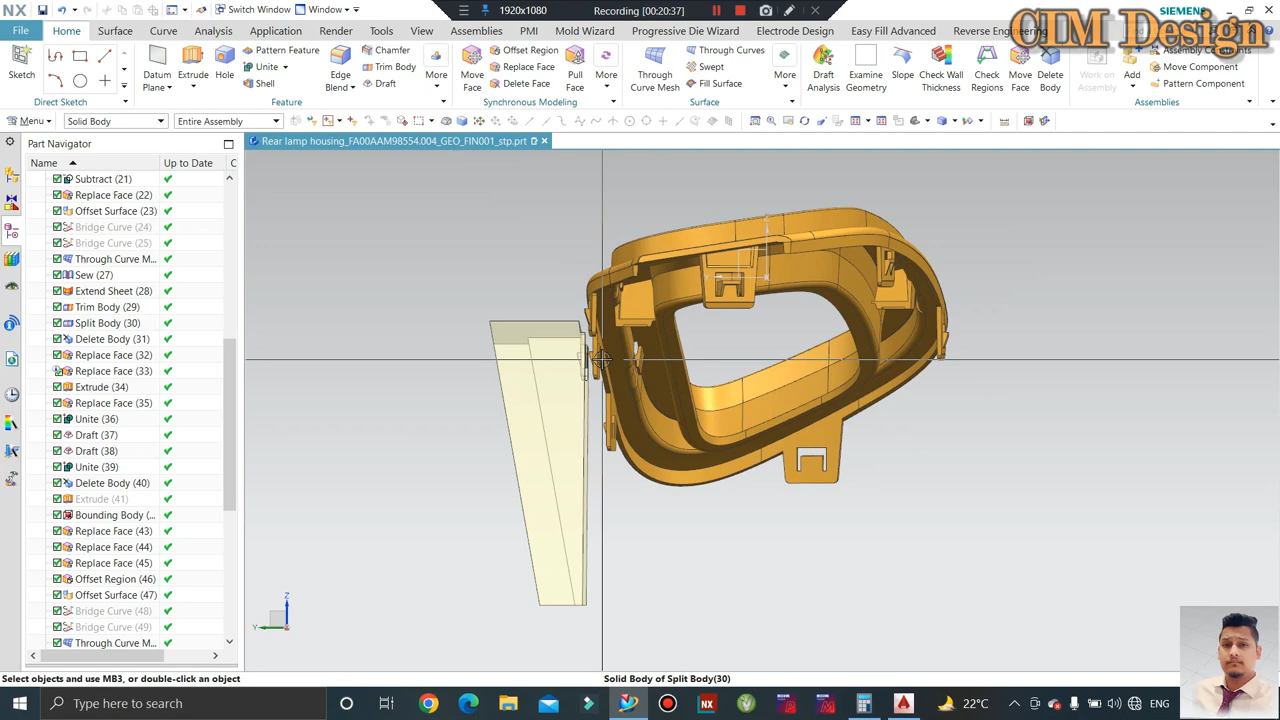 NX Switch Window Window 1920x1080 Recording [00:20:37] SIEMENS
CIM Design
File Home Surface Curve Analysis Application Render Tools View Assemblies PMI Mold Wizard Progressive Die Wizard Electrode Design Easy Fill Advanced Reverse Engineering
Pattern Feature Chamfer Offset Region Through Curves Assembly Constraints
Unite Trim Body Replace Face Swept Move Component
Shell Draft Delete Face Fill Surface Pattern Component
Sketch Datum Plane Extrude Hole Edge Blend More Move Face Pull Face More Through Curve Mesh More Draft Analysis Examine Geometry Slope Check Wall Thickness Check Regions Move Face Delete Body Work on Assembly Add
Direct Sketch Feature Synchronous Modeling Surface Assemblies
Menu Solid Body Entire Assembly
Part Navigator Rear lamp housing_FA00AAM98554.004_GEO_FIN001_stp.prt
Name Up to Date C
Subtract (21)
Replace Face (22)
Offset Surface (23)
Bridge Curve (24)
Bridge Curve (25)
Through Curve M...
Sew (27)
Extend Sheet (28)
Trim Body (29)
Split Body (30)
Delete Body (31)
Replace Face (32)
Replace Face (33)
Extrude (34)
Replace Face (35)
Unite (36)
Draft (37)
Draft (38)
Unite (39)
Delete Body (40)
Extrude (41)
Bounding Body (...
Replace Face (43)
Replace Face (44)
Replace Face (45)
Offset Region (46)
Offset Surface (47)
Bridge Curve (48)
Bridge Curve (49)
Through Curve M...
Z
Y
Select objects and use MB3, or double-click an object Solid Body of Split Body(30)
Type here to search 22°C ENG